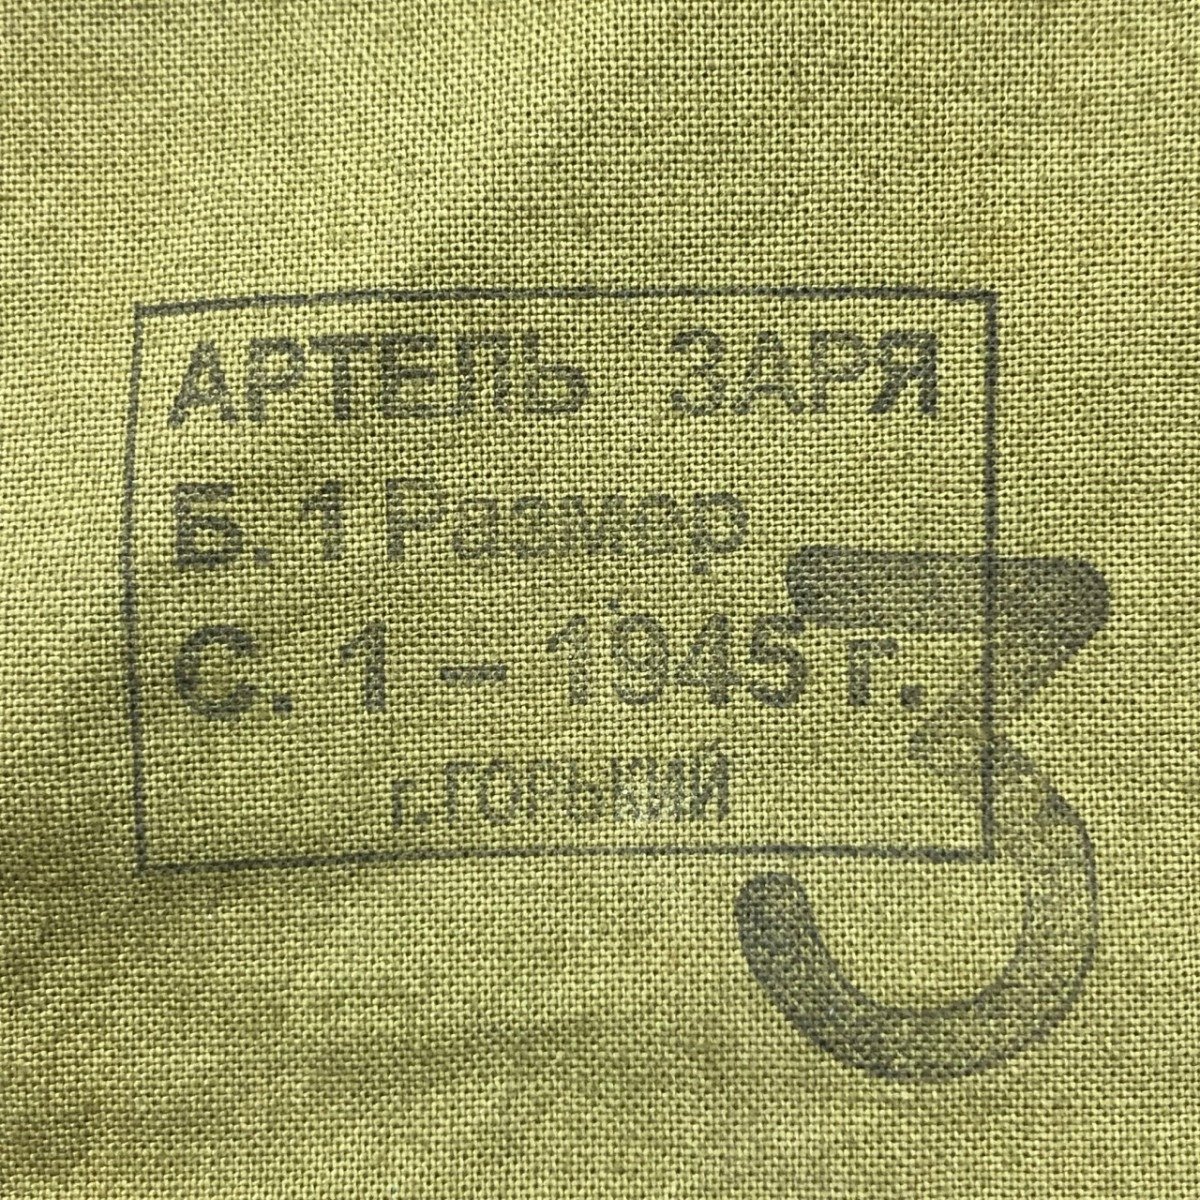 АРТЕЛЬ ЗАРЯ
Б. 1 Размер
С. 1 – 1945 г.
г. ГОРЬКИЙ
3